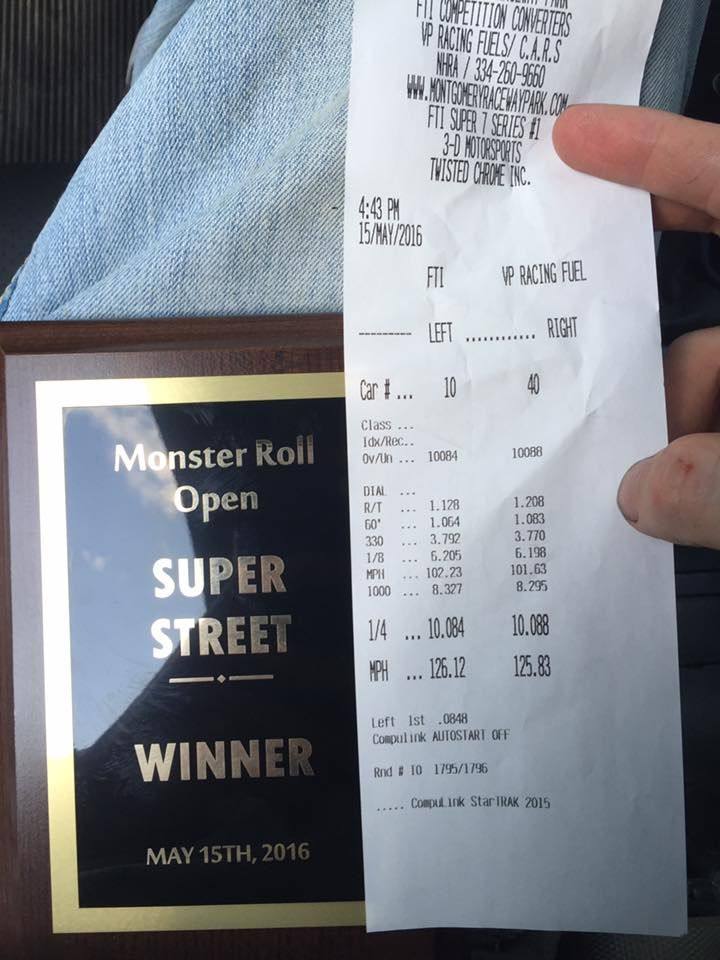 FTI COMPETITION CONVERTERS
VP RACING FUELS/ C.A.R.S
NHRA / 334-260-9660
WWW.MONTGOMERYRACEWAYPARK.COM
FTI SUPER 7 SERIES #1
3-D MOTORSPORTS
TWISTED CHROME INC.
4:43 PM
15/MAY/2016
FTI VP RACING FUEL
--------- LEFT ............ RIGHT
Car # ... 10 40
Class ...
Idx/Rec..
Ov/Un ... 10084 10088
DIAL ...
R/T ... 1.128 1.208
60' ... 1.064 1.083
330 ... 3.792 3.770
1/8 ... 6.205 6.198
MPH ... 102.23 101.63
1000 ... 8.327 8.295
1/4 ... 10.084 10.088
MPH ... 126.12 125.83
Left 1st .0848
Compulink AUTOSTART OFF
Rnd # TO 1795/1796
..... CompuLink StarTRAK 2015
Monster Roll
Open
SUPER
STREET
WINNER
MAY 15TH, 2016